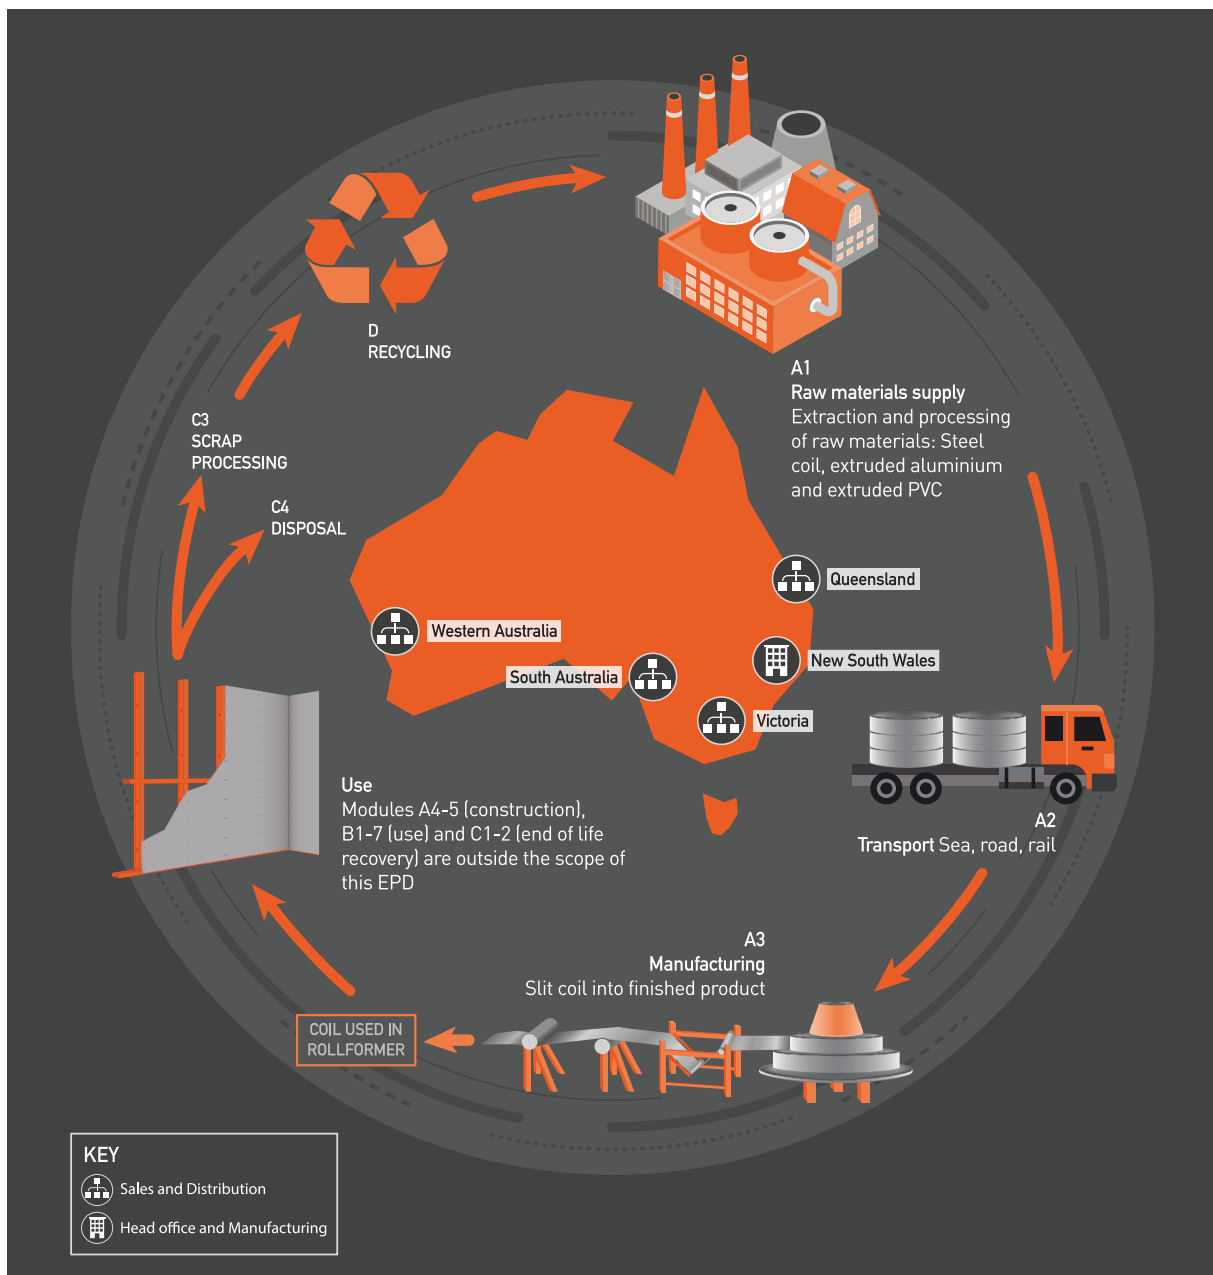 D
RECYCLING
A1
Raw materials supply
Extraction and processing
of raw materials: Steel
coil, extruded aluminium
and extruded PVC
C3
SCRAP
PROCESSING
C4
DISPOSAL
Queensland
Western Australia
South Australia
New South Wales
Victoria
Use
Modules A4-5 (construction),
B1-7 (use) and C1-2 (end of life
recovery) are outside the scope of
this EPD
A2
Transport Sea, road, rail
A3
Manufacturing
Slit coil into finished product
COIL USED IN
ROLLFORMER
KEY
Sales and Distribution
Head office and Manufacturing